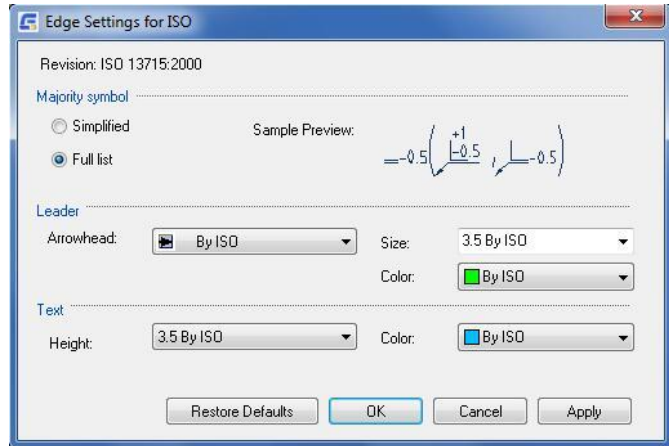 Edge Settings for ISO
Revision: ISO 13715:2000
Majority symbol
Simplified
Full list
Sample Preview:
+1
-0.5 -0.5 , -0.5
Leader
Arrowhead: By ISO
Size: 3.5 By ISO
Color: By ISO
Text
Height: 3.5 By ISO
Color: By ISO
Restore Defaults OK Cancel Apply